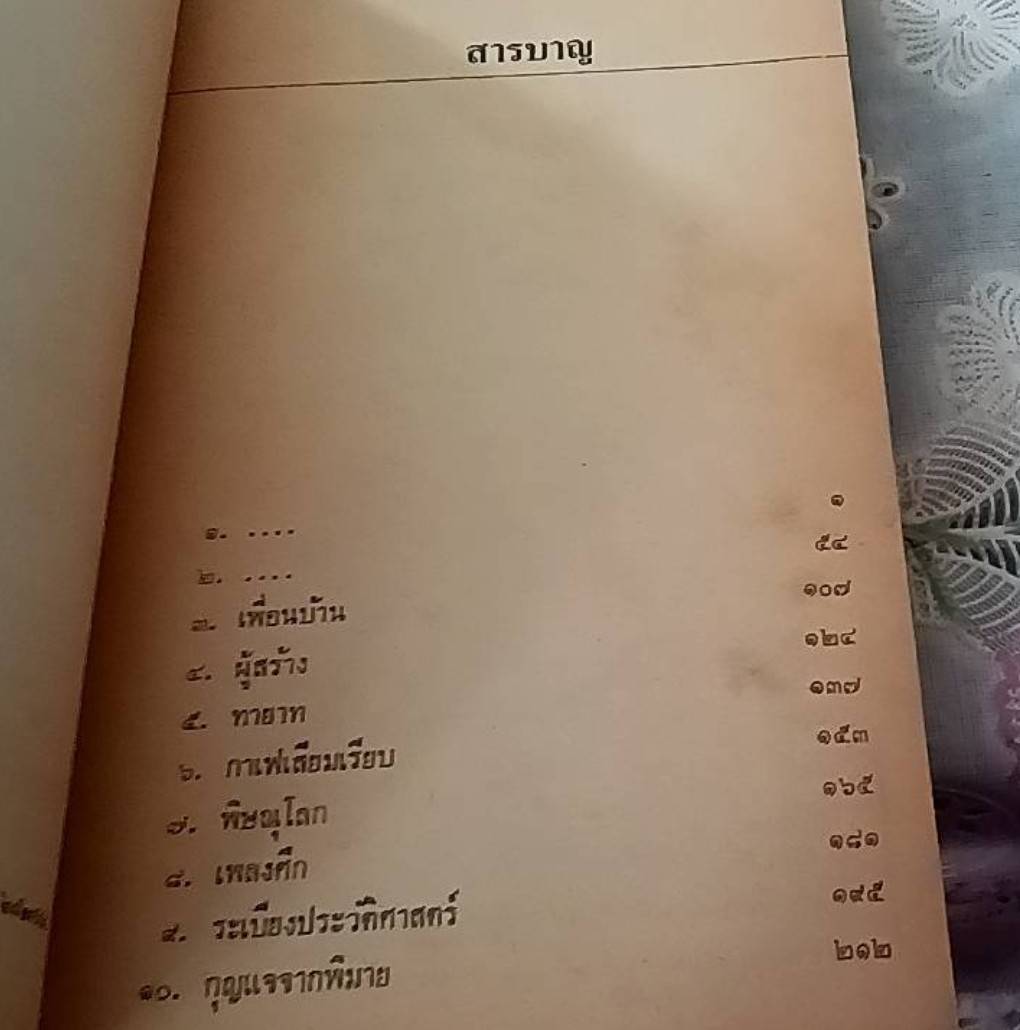 สารบาญ
๑. .... ๑
๒. .... ๕๔
๓. เพื่อนบ้าน ๑๐๗
๔. ผู้สร้าง ๑๒๔
๕. ทายาท ๑๓๗
๖. กาแฟเสียมเรียบ ๑๕๓
๗. พิษณุโลก ๑๖๕
๘. เพลงศึก ๑๘๑
๙. ระเบียงประวัติศาสตร์ ๑๙๕
๑๐. กุญแจจากพิมาย ๒๑๒